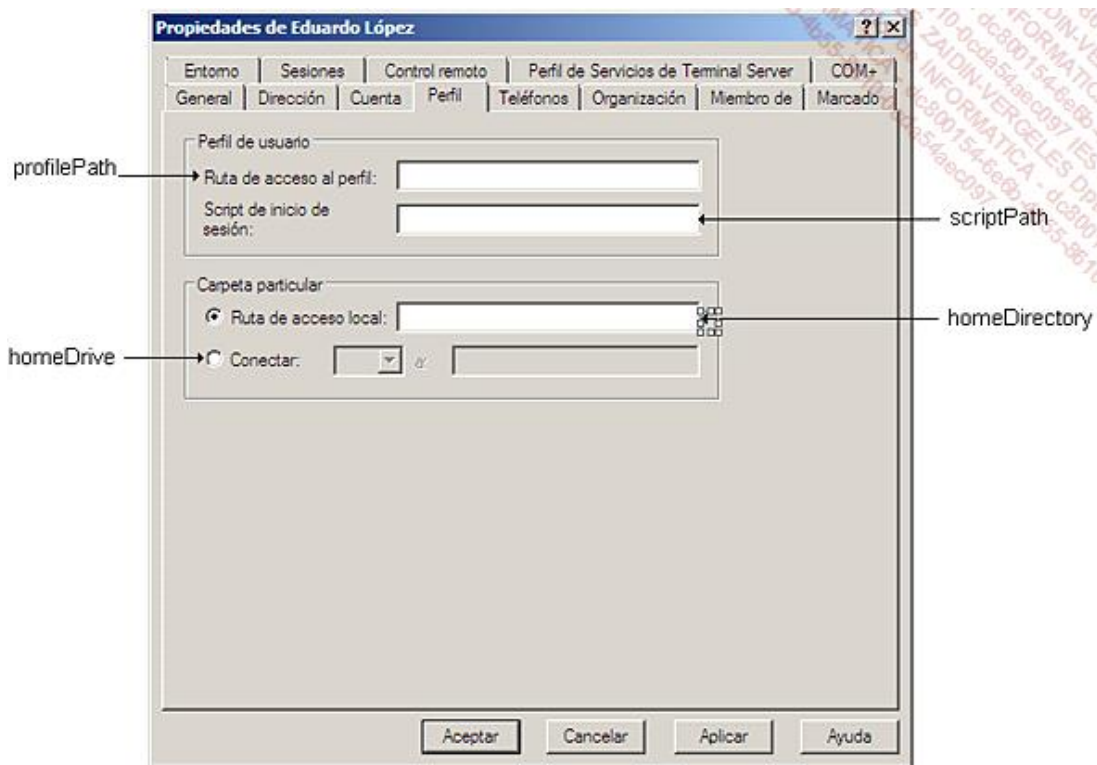 Propiedades de Eduardo López
Entorno Sesiones Control remoto Perfil de Servicios de Terminal Server COM+
General Dirección Cuenta Perfil Teléfonos Organización Miembro de Marcado
Perfil de usuario
profilePath
Ruta de acceso al perfil:
Script de inicio de
sesión:
scriptPath
Carpeta particular
Ruta de acceso local:
homeDirectory
homeDrive
Conectar:
a:
Aceptar Cancelar Aplicar Ayuda